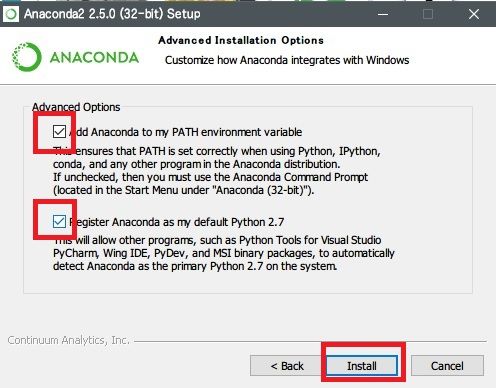 Anaconda2 2.5.0 (32-bit) Setup
Advanced Installation Options
Customize how Anaconda integrates with Windows
ANACONDA
Advanced Options
Add Anaconda to my PATH environment variable
This ensures that PATH is set correctly when using Python, IPython,
conda, and any other program in the Anaconda distribution.
If unchecked, then you must use the Anaconda Command Prompt
(located in the Start Menu under "Anaconda (32-bit)").
Register Anaconda as my default Python 2.7
This will allow other programs, such as Python Tools for Visual Studio
PyCharm, Wing IDE, PyDev, and MSI binary packages, to automatically
detect Anaconda as the primary Python 2.7 on the system.
Continuum Analytics, Inc.
< Back
Install
Cancel